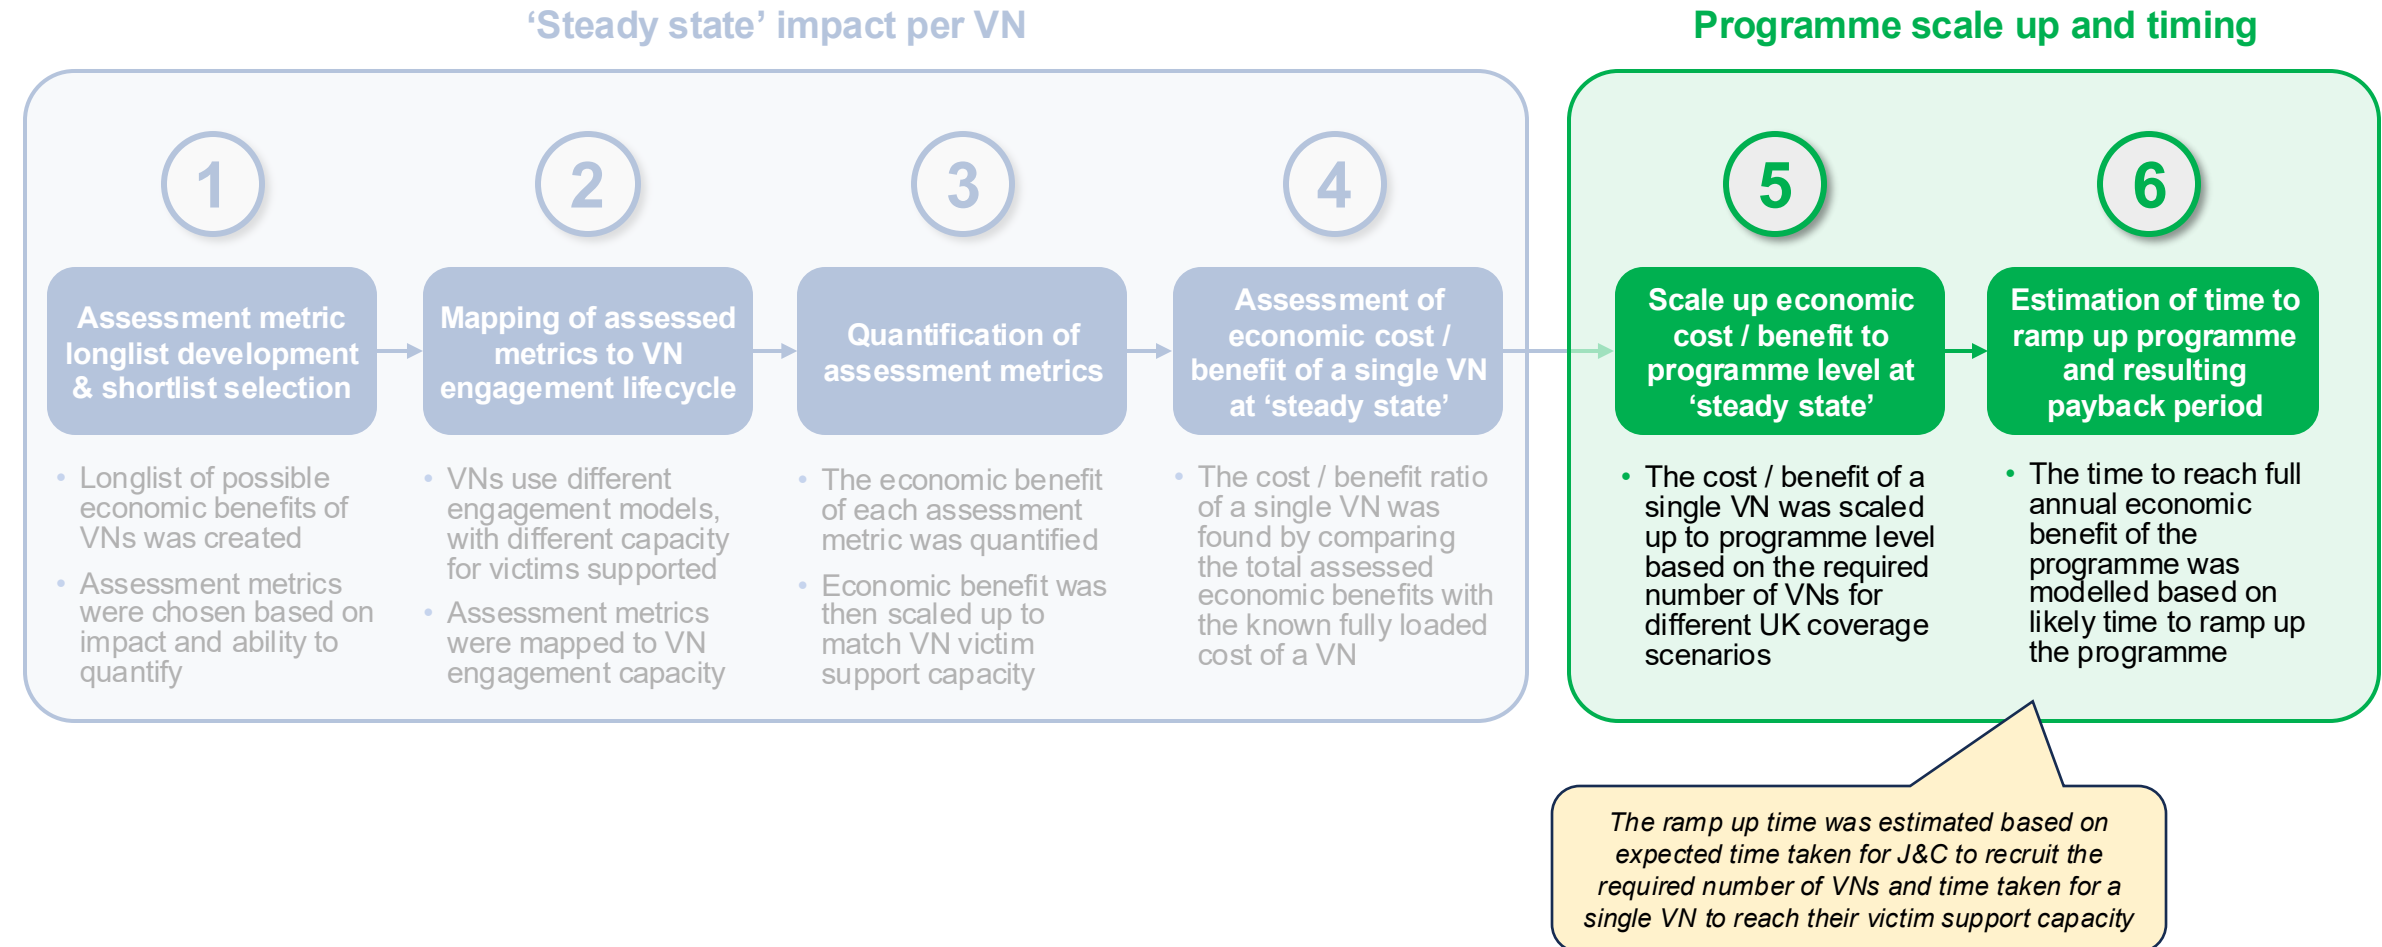 ‘Steady state’ impact per VN
Programme scale up and timing
1
2
3
4
5
6
Assessment metric
longlist development
& shortlist selection
Mapping of assessed
metrics to VN
engagement lifecycle
Quantification of
assessment metrics
Assessment of
economic cost /
benefit of a single VN
at ‘steady state’
Scale up economic
cost / benefit to
programme level at
‘steady state’
Estimation of time to
ramp up programme
and resulting
payback period
• Longlist of possible
economic benefits of
VNs was created
• Assessment metrics
were chosen based on
impact and ability to
quantify
• VNs use different
engagement models,
with different capacity
for victims supported
• Assessment metrics
were mapped to VN
engagement capacity
• The economic benefit
of each assessment
metric was quantified
• Economic benefit was
then scaled up to
match VN victim
support capacity
• The cost / benefit ratio
of a single VN was
found by comparing
the total assessed
economic benefits with
the known fully loaded
cost of a VN
• The cost / benefit of a
single VN was scaled
up to programme level
based on the required
number of VNs for
different UK coverage
scenarios
• The time to reach full
annual economic
benefit of the
programme was
modelled based on
likely time to ramp up
the programme
The ramp up time was estimated based on
expected time taken for J&C to recruit the
required number of VNs and time taken for a
single VN to reach their victim support capacity